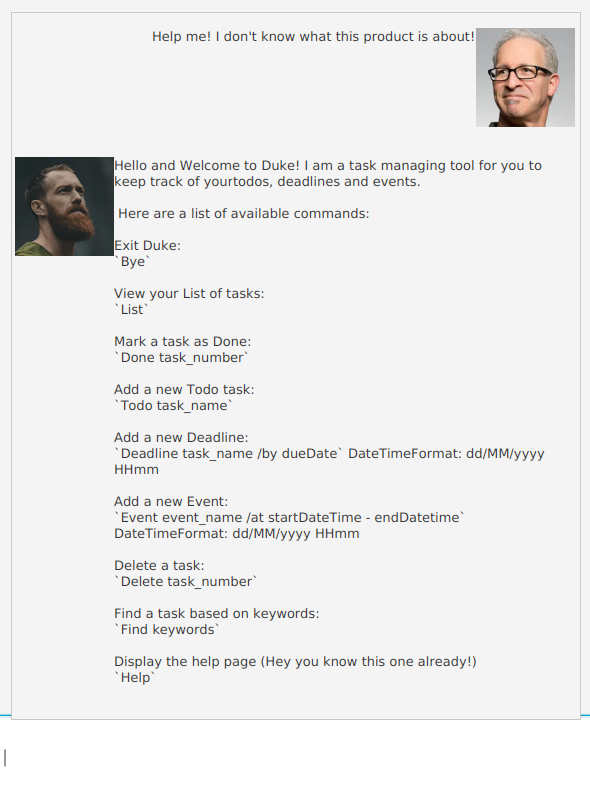 Help me! I don't know what this product is about!
Hello and Welcome to Duke! I am a task managing tool for you to
keep track of yourtodos, deadlines and events.
Here are a list of available commands:
Exit Duke:
`Bye`
View your List of tasks:
`List`
Mark a task as Done:
`Done task_number`
Add a new Todo task:
`Todo task_name`
Add a new Deadline:
`Deadline task_name /by dueDate` DateTimeFormat: dd/MM/yyyy
HHmm
Add a new Event:
`Event event_name /at startDateTime - endDatetime`
DateTimeFormat: dd/MM/yyyy HHmm
Delete a task:
`Delete task_number`
Find a task based on keywords:
`Find keywords`
Display the help page (Hey you know this one already!)
`Help`